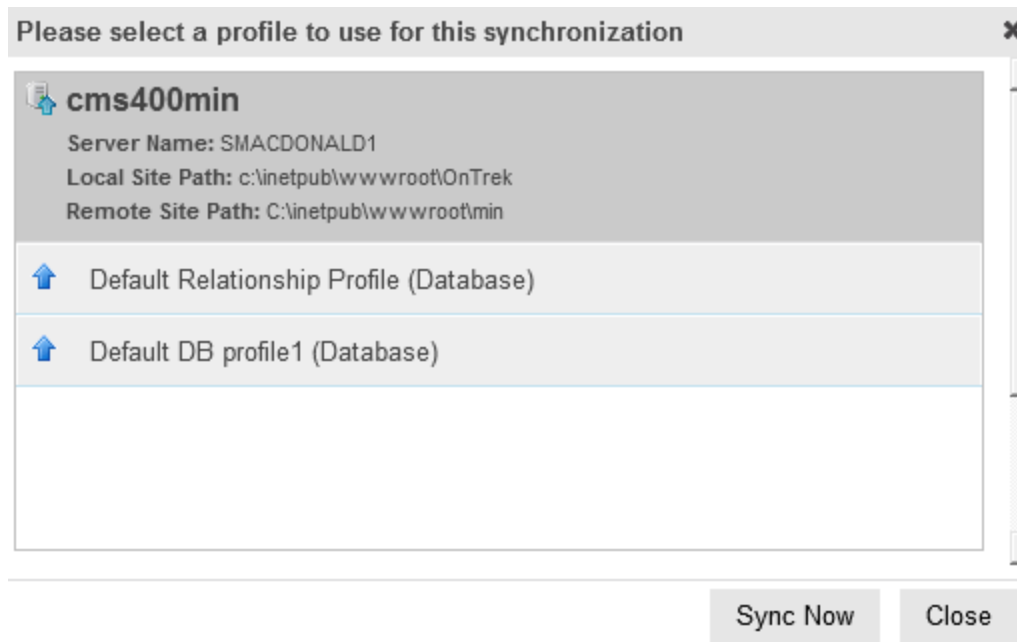 Please select a profile to use for this synchronization
cms400min
Server Name: SMACDONALD1
Local Site Path: c:\inetpub\wwwroot\OnTrek
Remote Site Path: C:\inetpub\wwwroot\min
Default Relationship Profile (Database)
Default DB profile1 (Database)
Sync Now Close